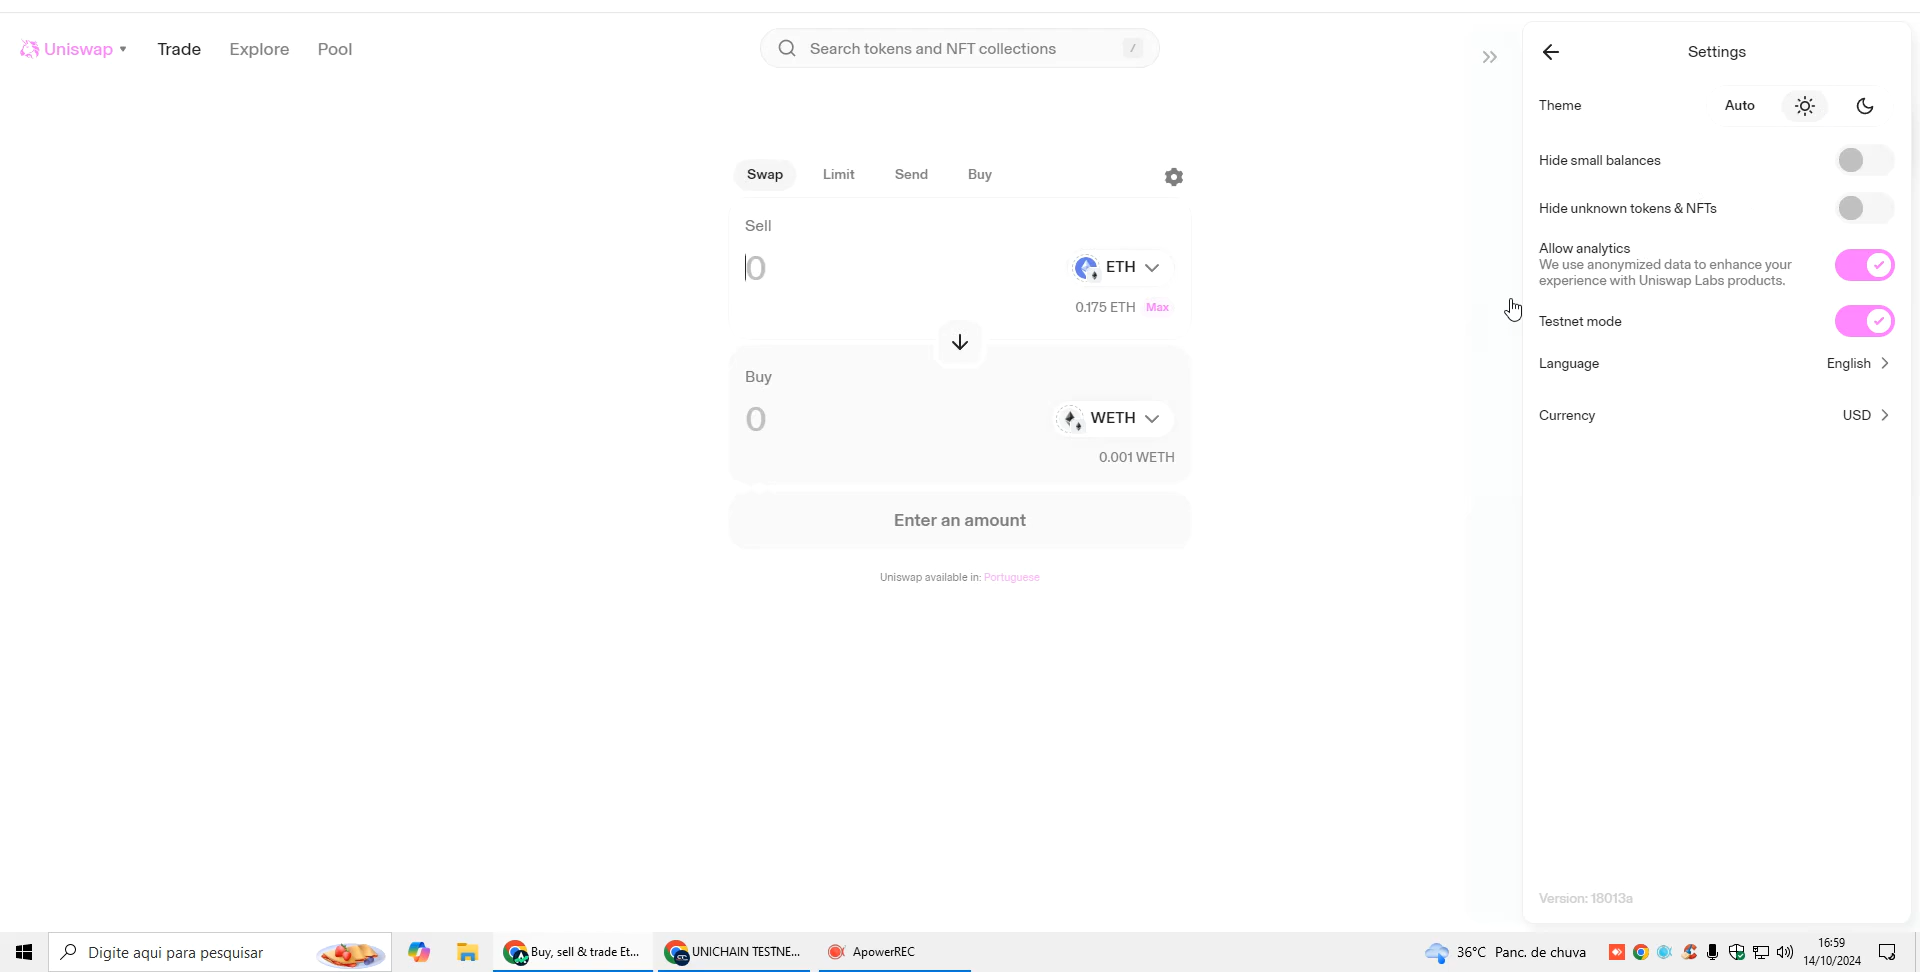 Uniswap
Trade
Explore
Pool
Search tokens and NFT collections
/
Swap
Limit
Send
Buy
Sell
0
ETH
0.175 ETH
Max
Buy
0
WETH
0.001 WETH
Enter an amount
Uniswap available in: Portuguese
Settings
Theme
Auto
Hide small balances
Hide unknown tokens & NFTs
Allow analytics
We use anonymized data to enhance your
experience with Uniswap Labs products.
Testnet mode
Language
English
Currency
USD
Version: 18013a
Digite aqui para pesquisar
Buy, sell & trade Et...
UNICHAIN TESTNE...
ApowerREC
36°C Panc. de chuva
16:59
14/10/2024